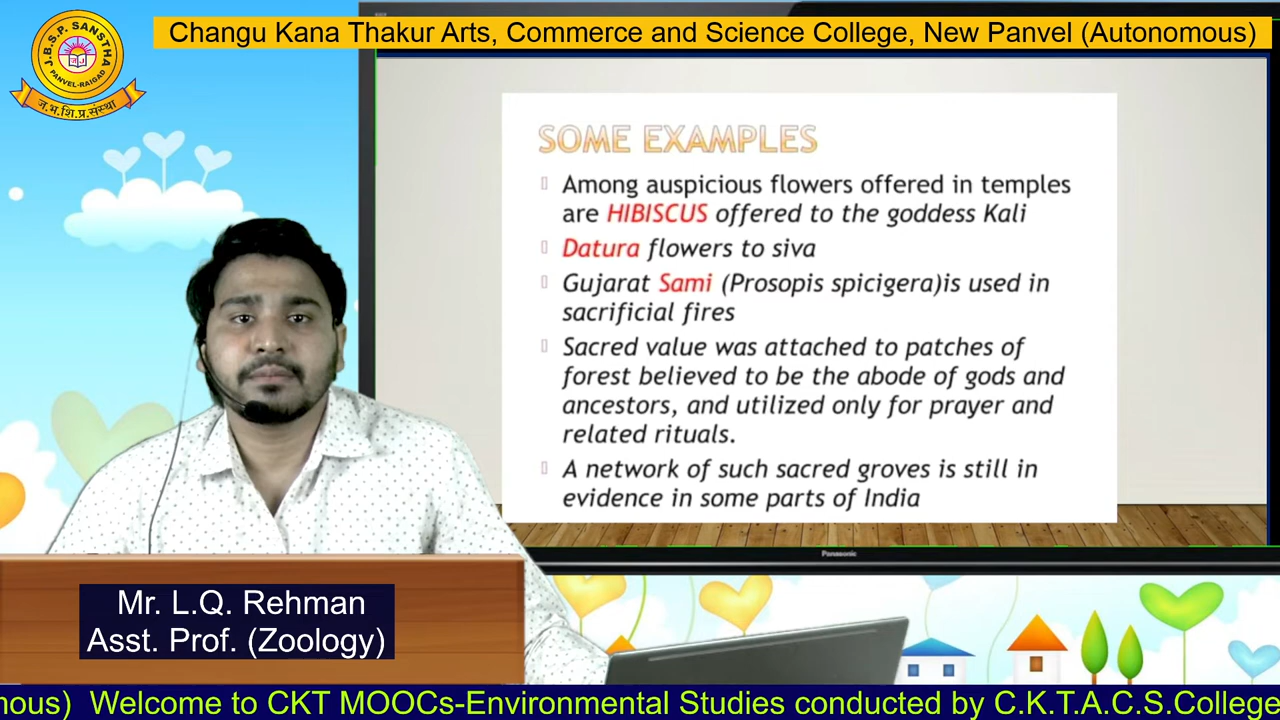 Changu Kana Thakur Arts, Commerce and Science College, New Panvel (Autonomous)
J.B.S.P. SANSTHA
PANVEL-RAIGAD
ज.भ.शि.प्र.संस्था
SOME EXAMPLES
Among auspicious flowers offered in temples
are HIBISCUS offered to the goddess Kali
Datura flowers to siva
Gujarat Sami (Prosopis spicigera)is used in
sacrificial fires
Sacred value was attached to patches of
forest believed to be the abode of gods and
ancestors, and utilized only for prayer and
related rituals.
A network of such sacred groves is still in
evidence in some parts of India
Panasonic
Mr. L.Q. Rehman
Asst. Prof. (Zoology)
nous) Welcome to CKT MOOCs-Environmental Studies conducted by C.K.T.A.C.S.College